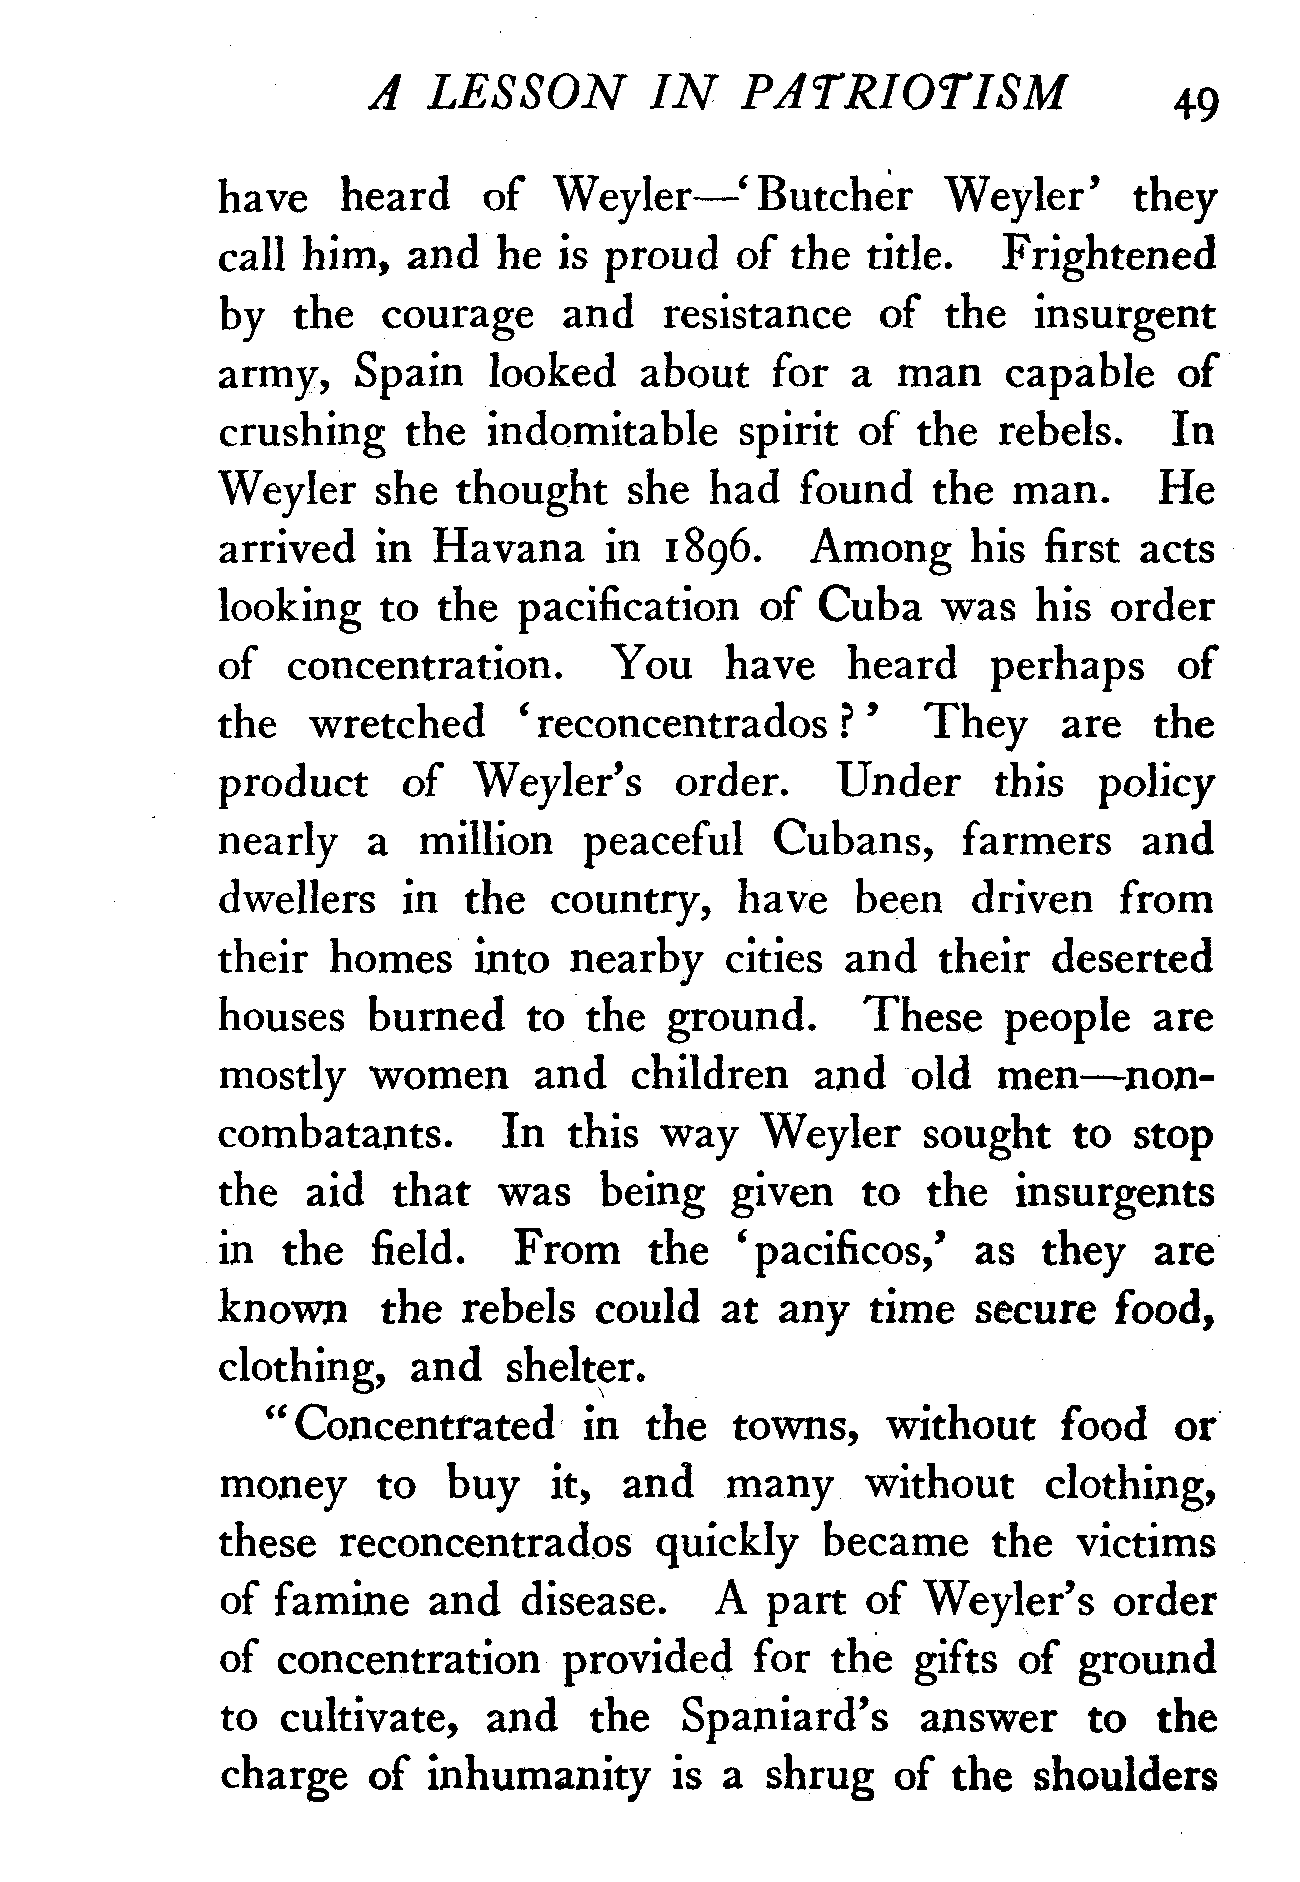 A LESSON IN PATRIOTISM 49
have heard of Weyler—‘Butcher Weyler’ they
call him, and he is proud of the title. Frightened
by the courage and resistance of the insurgent
army, Spain looked about for a man capable of
crushing the indomitable spirit of the rebels. In
Weyler she thought she had found the man. He
arrived in Havana in 1896. Among his first acts
looking to the pacification of Cuba was his order
of concentration. You have heard perhaps of
the wretched ‘reconcentrados?’ They are the
product of Weyler’s order. Under this policy
nearly a million peaceful Cubans, farmers and
dwellers in the country, have been driven from
their homes into nearby cities and their deserted
houses burned to the ground. These people are
mostly women and children and old men—non-
combatants. In this way Weyler sought to stop
the aid that was being given to the insurgents
in the field. From the ‘pacificos,’ as they are
known the rebels could at any time secure food,
clothing, and shelter.
“Concentrated in the towns, without food or
money to buy it, and many without clothing,
these reconcentrados quickly became the victims
of famine and disease. A part of Weyler’s order
of concentration provided for the gifts of ground
to cultivate, and the Spaniard’s answer to the
charge of inhumanity is a shrug of the shoulders